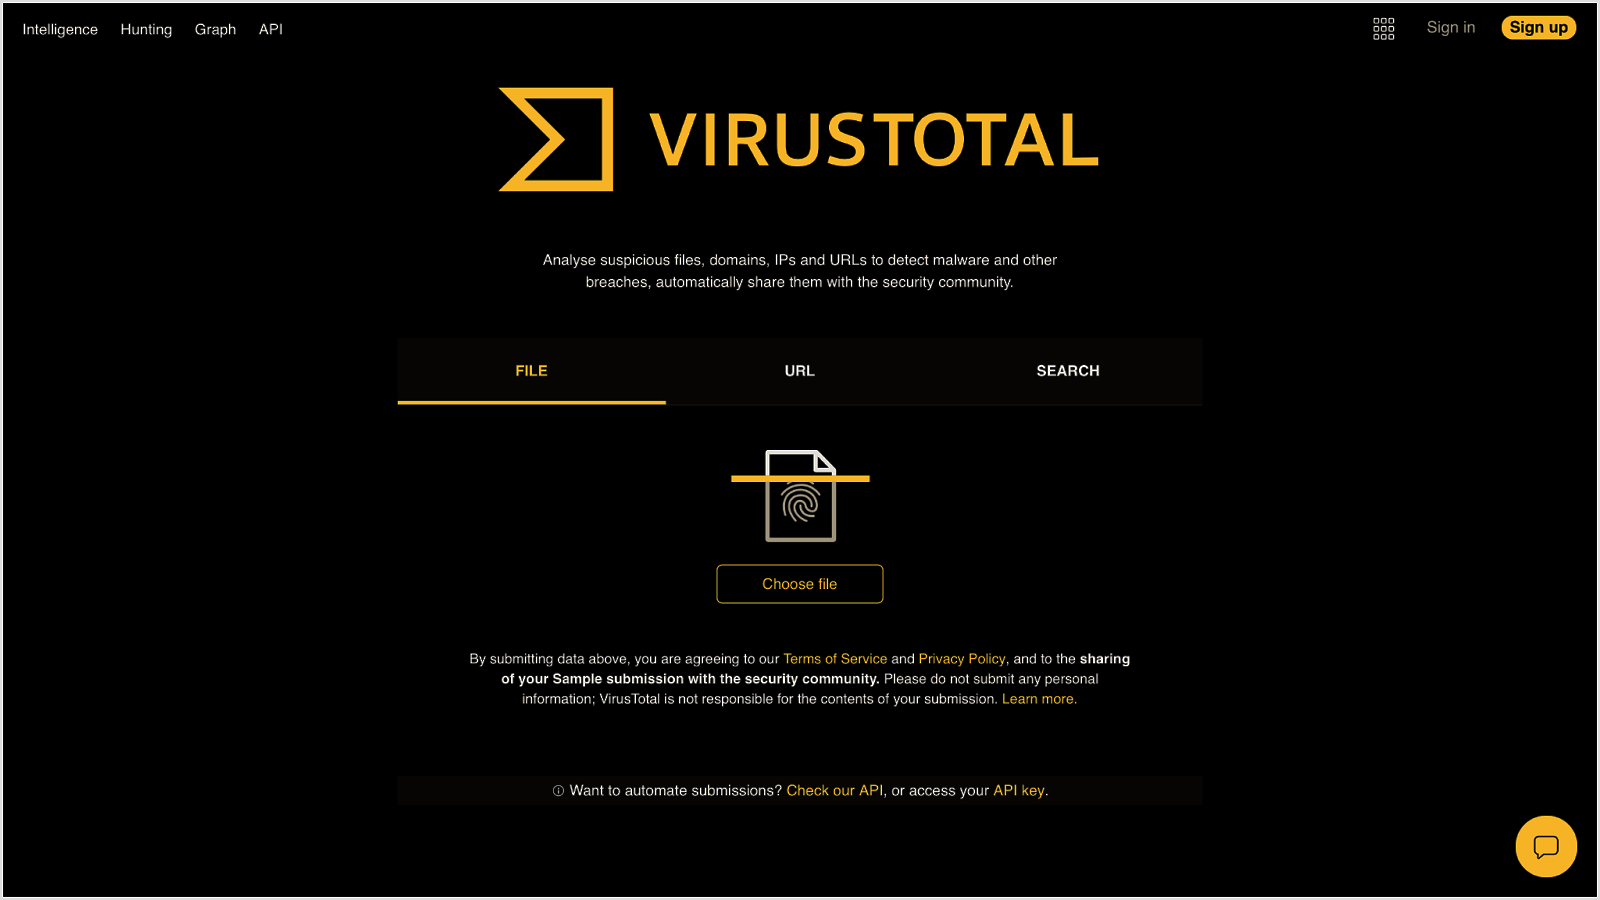 Intelligence Hunting Graph API Sign in Sign up
VIRUSTOTAL
Analyse suspicious files, domains, IPs and URLs to detect malware and other
breaches, automatically share them with the security community.
FILE URL SEARCH
Choose file
By submitting data above, you are agreeing to our Terms of Service and Privacy Policy, and to the sharing
of your Sample submission with the security community. Please do not submit any personal
information; VirusTotal is not responsible for the contents of your submission. Learn more.
Want to automate submissions? Check our API, or access your API key.